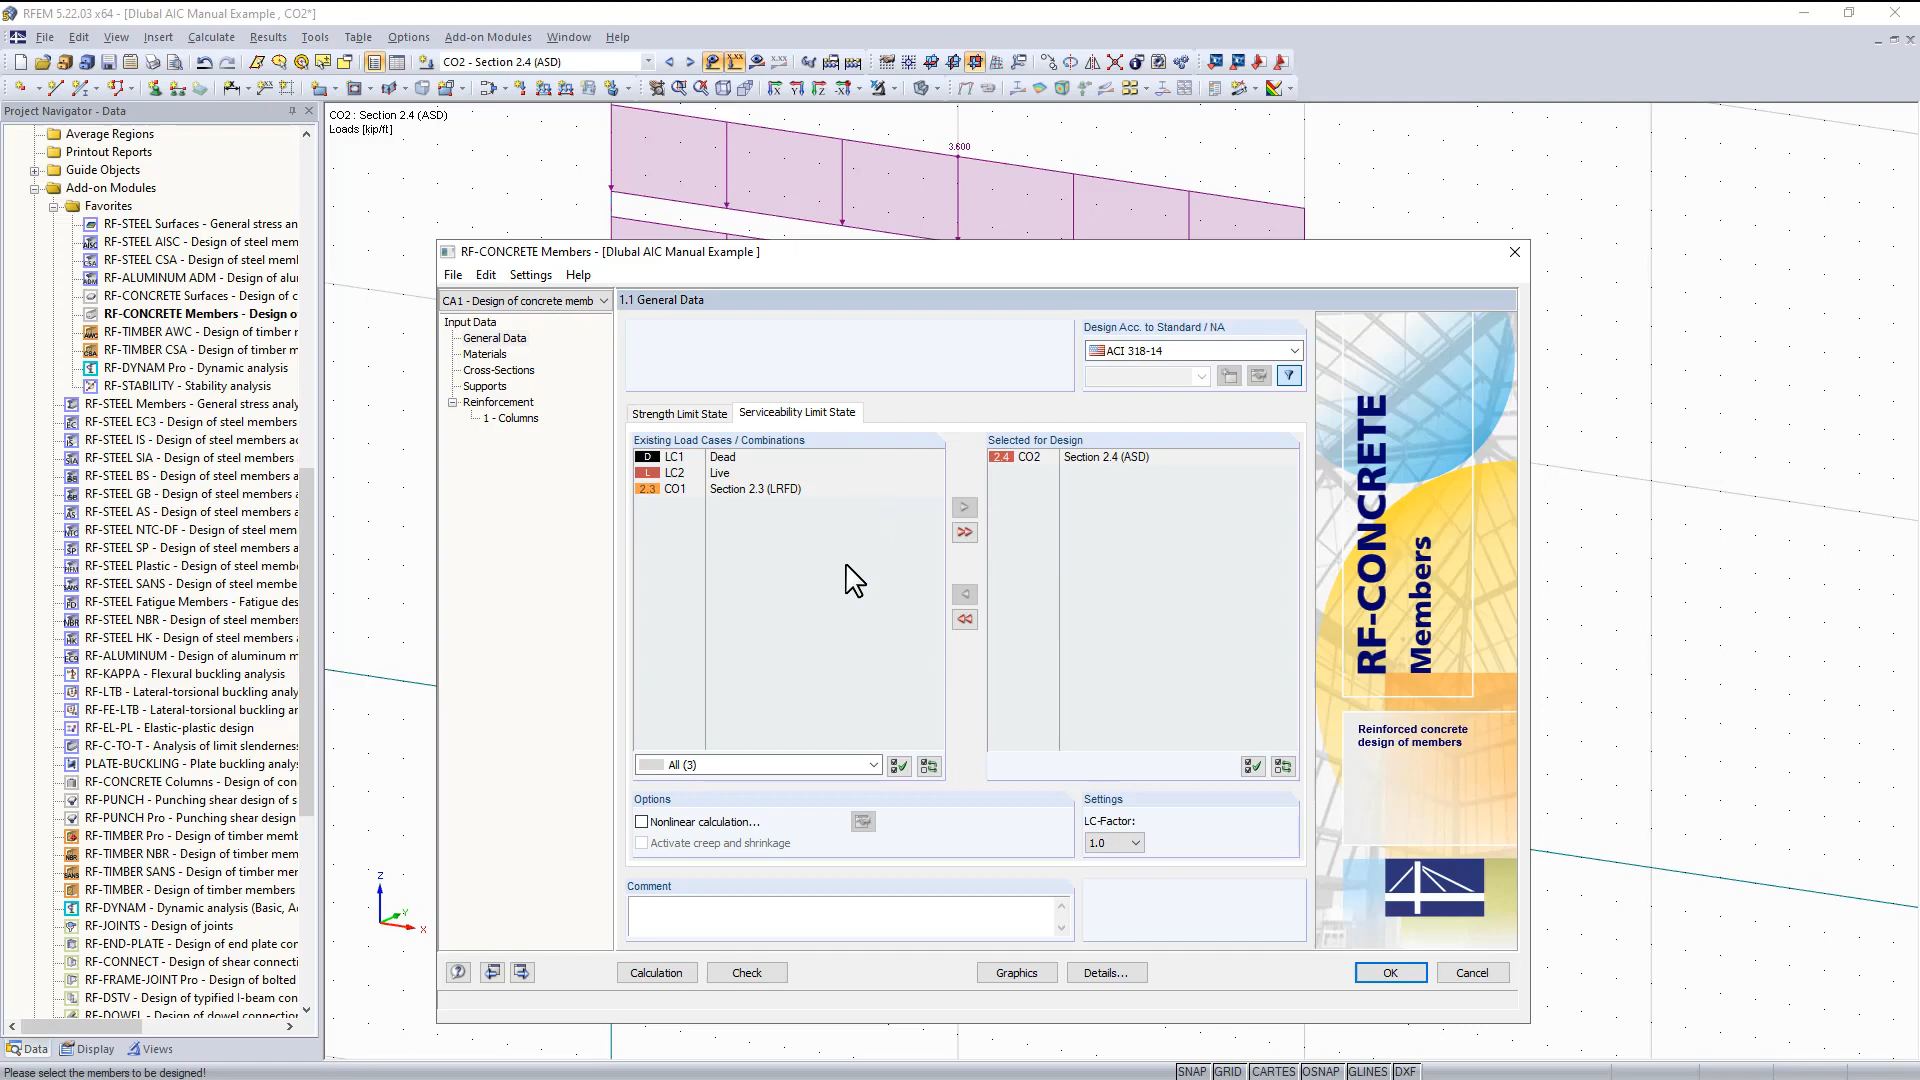 RFEM 5.22.03 x64 - [Dlubal AIC Manual Example , CO2*]
File Edit View Insert Calculate Results Tools Table Options Add-on Modules Window Help
CO2 - Section 2.4 (ASD)
Project Navigator - Data
Average Regions
Printout Reports
Guide Objects
Add-on Modules
Favorites
RF-STEEL Surfaces - General stress an
RF-STEEL AISC - Design of steel mem
RF-STEEL CSA - Design of steel memb
RF-ALUMINUM ADM - Design of alu
RF-CONCRETE Surfaces - Design of c
RF-CONCRETE Members - Design o
RF-TIMBER AWC - Design of timber r
RF-TIMBER CSA - Design of timber m
RF-DYNAM Pro - Dynamic analysis
RF-STABILITY - Stability analysis
RF-STEEL Members - General stress analy
RF-STEEL EC3 - Design of steel members
RF-STEEL IS - Design of steel members ac
RF-STEEL SIA - Design of steel members
RF-STEEL BS - Design of steel members a
RF-STEEL GB - Design of steel members a
RF-STEEL AS - Design of steel members a
RF-STEEL NTC-DF - Design of steel memb
RF-STEEL SP - Design of steel members a
RF-STEEL Plastic - Design of steel membe
RF-STEEL SANS - Design of steel membe
RF-STEEL Fatigue Members - Fatigue des
RF-STEEL NBR - Design of steel members
RF-STEEL HK - Design of steel members a
RF-ALUMINUM - Design of aluminum m
RF-KAPPA - Flexural buckling analysis
RF-LTB - Lateral-torsional buckling analy
RF-FE-LTB - Lateral-torsional buckling an
RF-EL-PL - Elastic-plastic design
RF-C-TO-T - Analysis of limit slenderness
PLATE-BUCKLING - Plate buckling analys
RF-CONCRETE Columns - Design of con
RF-PUNCH - Punching shear design of s
RF-PUNCH Pro - Punching shear design
RF-TIMBER Pro - Design of timber memb
RF-TIMBER NBR - Design of timber mem
RF-TIMBER SANS - Design of timber mer
RF-TIMBER - Design of timber members
RF-DYNAM - Dynamic analysis (Basic, Ac
RF-JOINTS - Design of joints
RF-END-PLATE - Design of end plate con
RF-CONNECT - Design of shear connecti
RF-FRAME-JOINT Pro - Design of bolted
RF-DSTV - Design of typified I-beam con
RF-DOWEL - Design of dowel connection
Data Display Views
Please select the members to be designed!
CO2 : Section 2.4 (ASD)
Loads [kip/ft]
3.600
Z
Y
X
RF-CONCRETE Members - [Dlubal AIC Manual Example ]
File Edit Settings Help
CA1 - Design of concrete memb
Input Data
General Data
Materials
Cross-Sections
Supports
Reinforcement
1 - Columns
1.1 General Data
Design Acc. to Standard / NA
ACI 318-14
Strength Limit State Serviceability Limit State
Existing Load Cases / Combinations
D LC1 Dead
L LC2 Live
2.3 CO1 Section 2.3 (LRFD)
All (3)
Selected for Design
2.4 CO2 Section 2.4 (ASD)
Options
Nonlinear calculation...
Activate creep and shrinkage
Settings
LC-Factor:
1.0
Comment
Calculation Check Graphics Details... OK Cancel
RF-CONCRETE
Members
Reinforced concrete
design of members
SNAP GRID CARTES OSNAP GLINES DXF